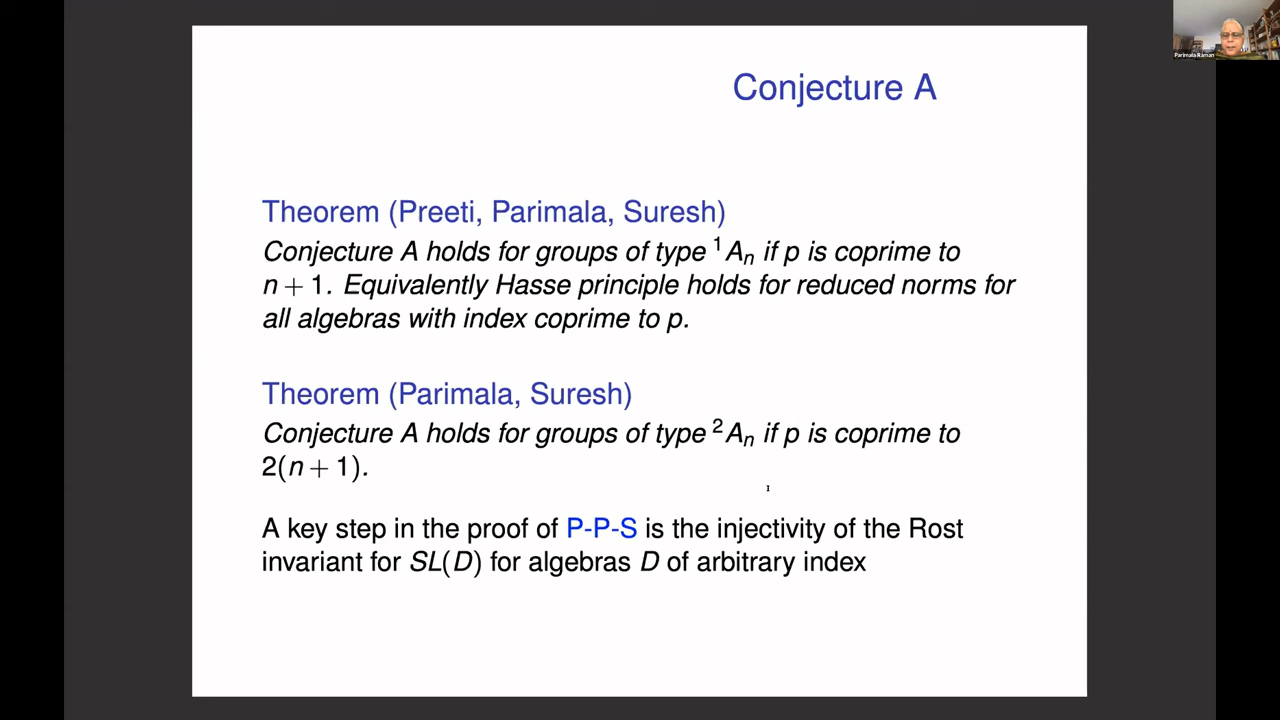 Conjecture A
Theorem (Preeti, Parimala, Suresh)
Conjecture A holds for groups of type ¹Aₙ if p is coprime to
n + 1. Equivalently Hasse principle holds for reduced norms for
all algebras with index coprime to p.
Theorem (Parimala, Suresh)
Conjecture A holds for groups of type ²Aₙ if p is coprime to
2(n + 1).
A key step in the proof of P-P-S is the injectivity of the Rost
invariant for SL(D) for algebras D of arbitrary index
Parimala Raman